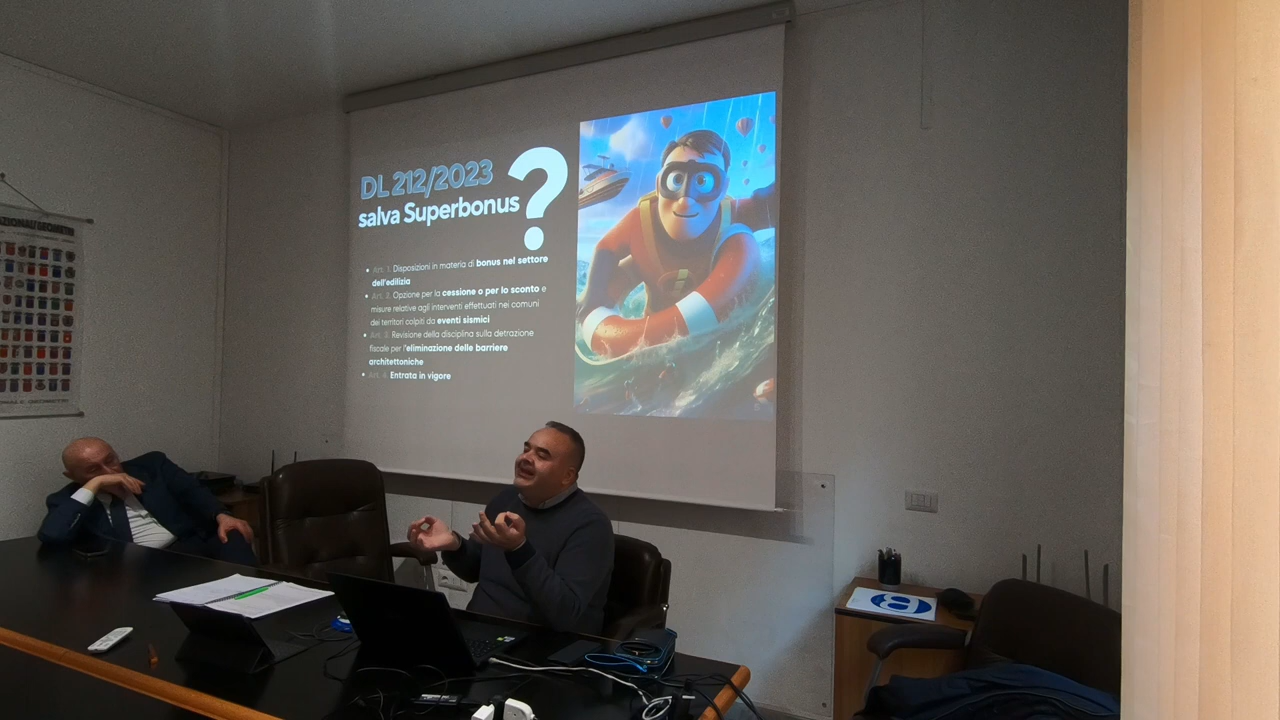 DL 212/2023
salva Superbonus
?
• Art. 1. Disposizioni in materia di bonus nel settore
dell'edilizia
• Art. 2. Opzione per la cessione o per lo sconto e
misure relative agli interventi effettuati nei comuni
dei territori colpiti da eventi sismici
• Art. 3. Revisione della disciplina sulla detrazione
fiscale per l'eliminazione delle barriere
architettoniche
• Art. 4. Entrata in vigore